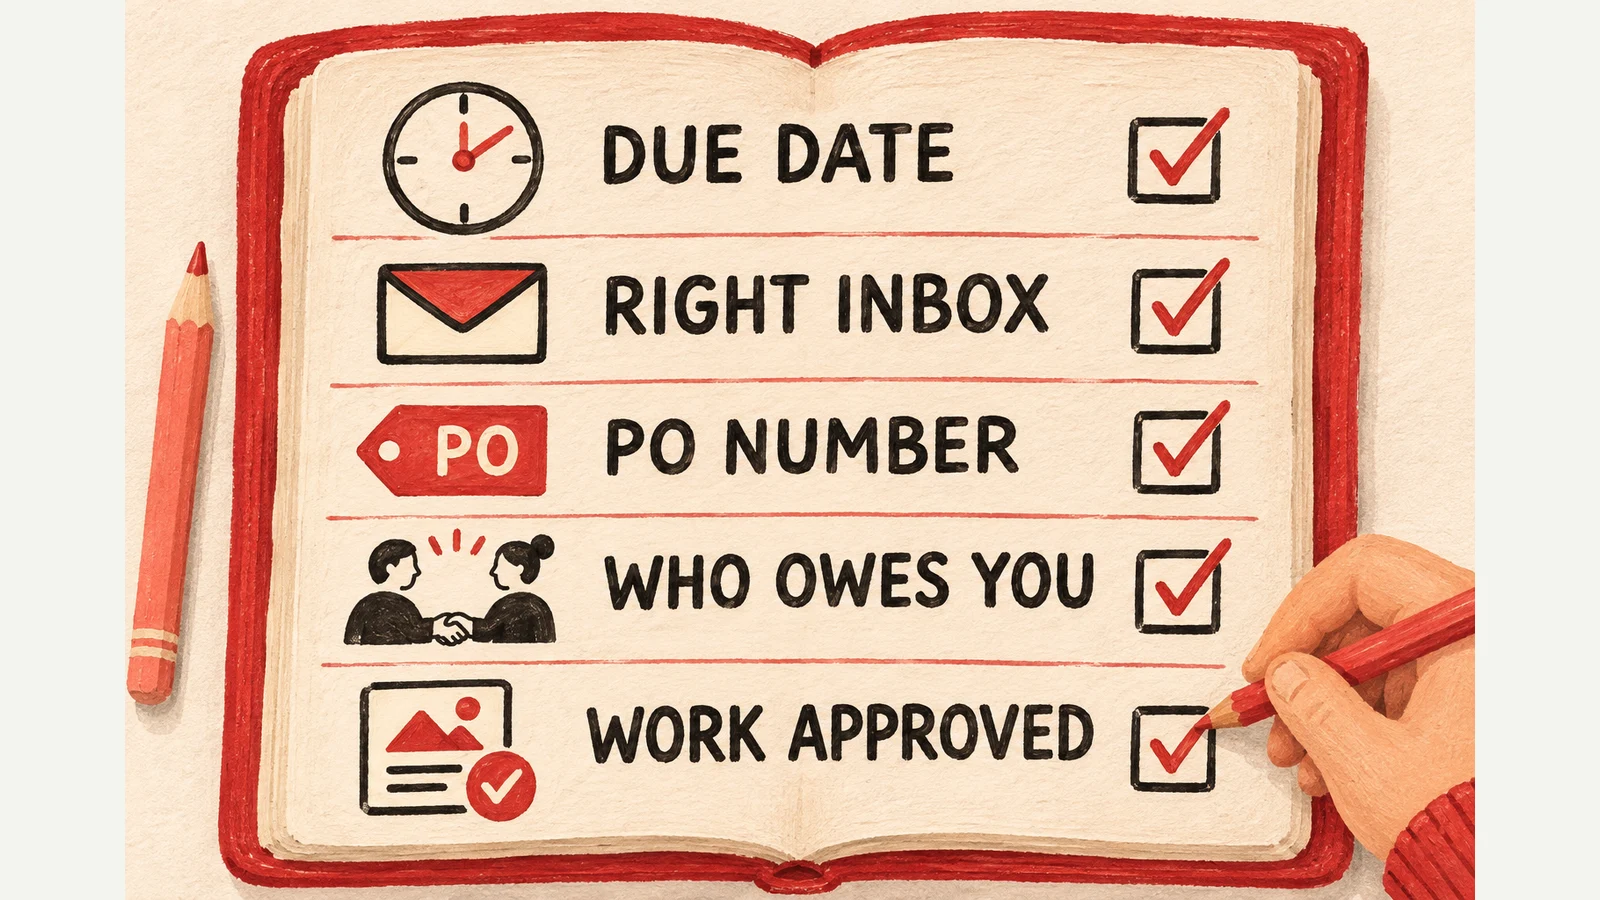 DUE DATE
RIGHT INBOX
PO PO NUMBER
WHO OWES YOU
WORK APPROVED